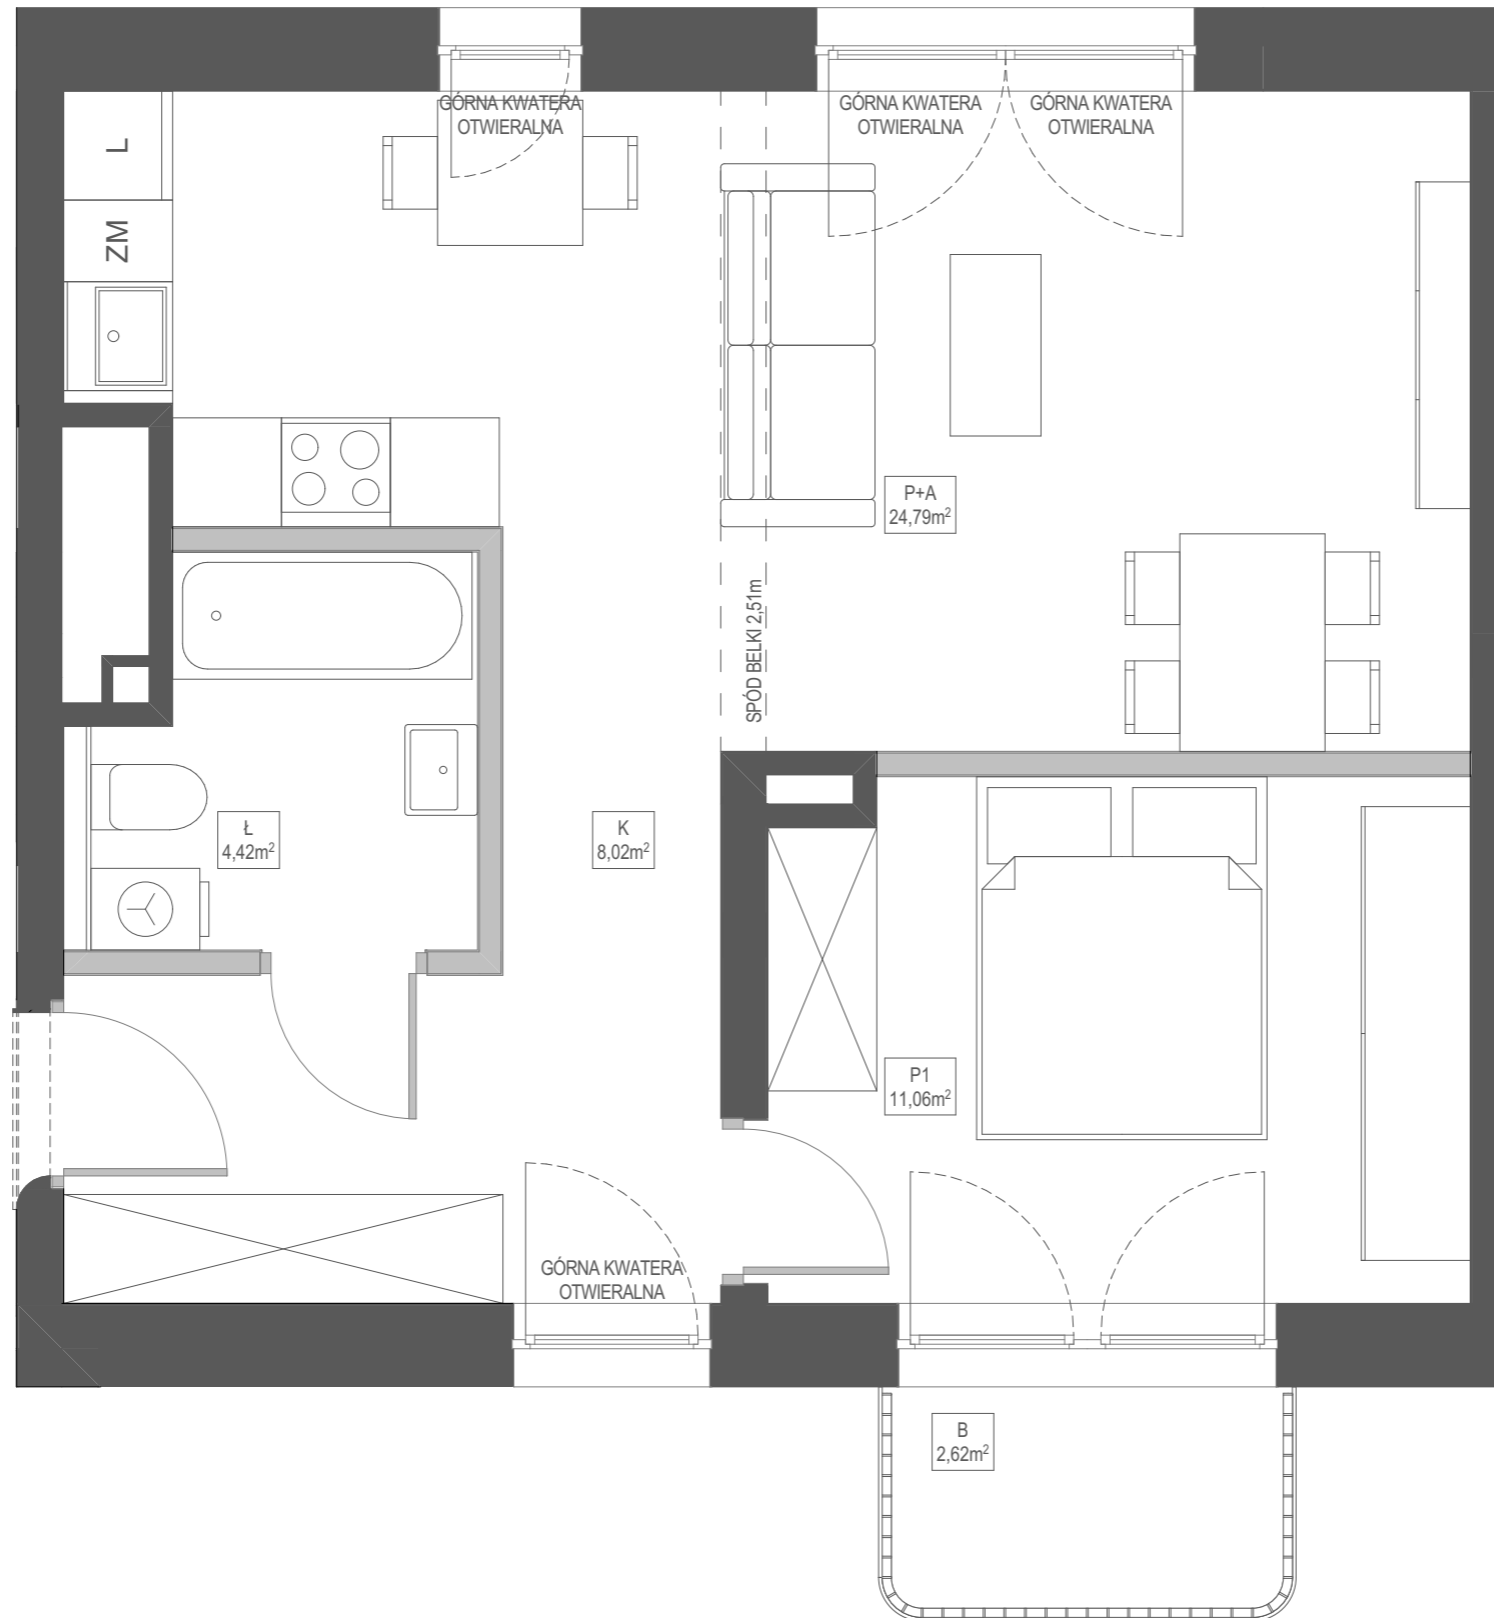 GÓRNA KWATERA
OTWIERALNA
GÓRNA KWATERA
OTWIERALNA
GÓRNA KWATERA
OTWIERALNA
L
ZM
P+A
24,79m²
SPÓD BELKI 2,51m
Ł
4,42m²
K
8,02m²
P1
11,06m²
GÓRNA KWATERA
OTWIERALNA
B
2,62m²